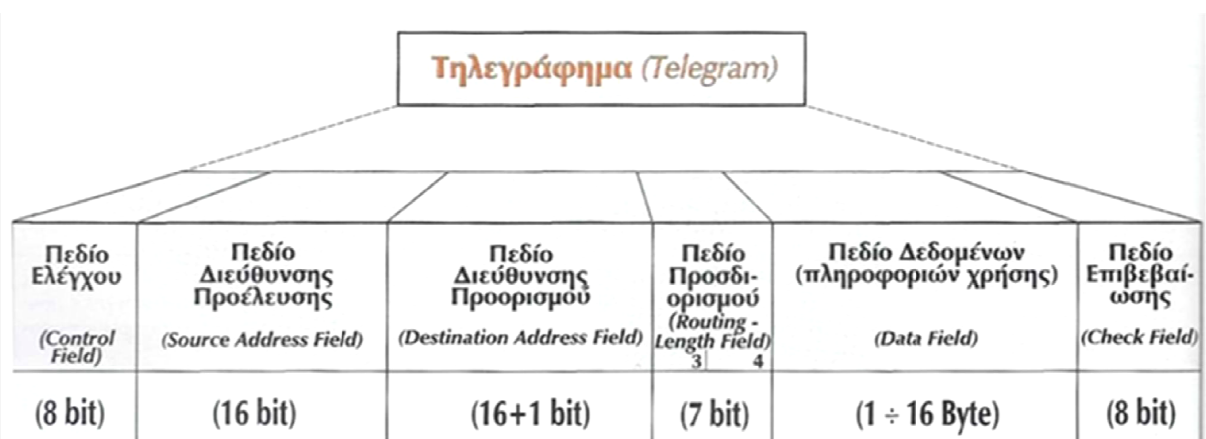 Τηλεγράφημα (Telegram)
Πεδίο
Ελέγχου
(Control
Field)
Πεδίο
Διεύθυνσης
Προέλευσης
(Source Address Field)
Πεδίο
Διεύθυνσης
Προορισμού
(Destination Address Field)
Πεδίο
Προσδι-
ορισμού
(Routing -
Length Field)
3 4
Πεδίο Δεδομένων
(πληροφοριών χρήσης)
(Data Field)
Πεδίο
Επιβεβαί-
ωσης
(Check Field)
(8 bit)
(16 bit)
(16+1 bit)
(7 bit)
(1 ÷ 16 Byte)
(8 bit)